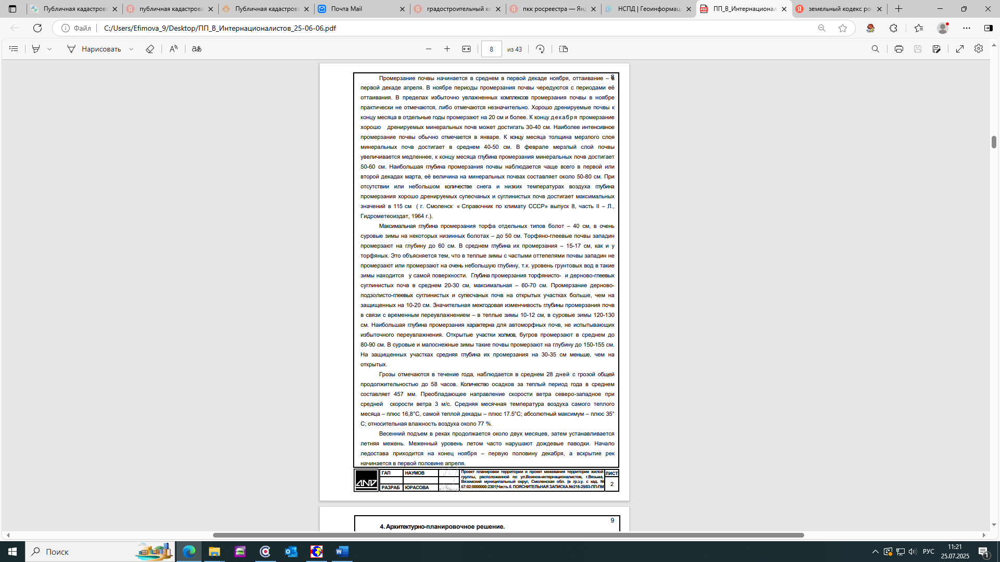 Публичная кадастрова
публичная кадастрова
Публичная кадастрова
Почта Mail
градостроительный ко
пкк росреестра — Янд
НСПД | Геоинформаци
ПП_В_Интернационал
земельный кодекс рос
Файл
C:/Users/Efimova_9/Desktop/ПП_В_Интернационалистов_25-06-06.pdf
Нарисовать
8
из 43
8
Промерзание почвы начинается в среднем в первой декаде ноября, оттаивание – в
первой декаде апреля. В ноябре периоды промерзания почвы чередуются с периодами её
оттаивания. В пределах избыточно увлажненных комплексов промерзания почвы в ноябре
практически не отмечаются, либо отмечаются незначительно. Хорошо дренируемые почвы к
концу месяца в отдельные годы промерзают на 20 см и более. К концу декабря промерзание
хорошо дренируемых минеральных почв может достигать 30-40 см. Наиболее интенсивное
промерзание почвы обычно отмечается в январе. К концу месяца толщина мерзлого слоя
минеральных почв достигает в среднем 40-50 см. В феврале мерзлый слой почвы
увеличивается медленнее, к концу месяца глубина промерзания минеральных почв достигает
50-60 см. Наибольшая глубина промерзания почвы наблюдается чаще всего в первой или
второй декадах марта, её величина на минеральных почвах составляет около 50-80 см. При
отсутствии или небольшом количестве снега и низких температурах воздуха глубина
промерзания хорошо дренируемых супесчаных и суглинистых почв достигает максимальных
значений в 115 см ( г. Смоленск « Справочник по климату СССР» выпуск 8, часть II – Л.,
Гидрометеоиздат, 1964 г.).
Максимальная глубина промерзания торфа отдельных типов болот – 40 см, в очень
суровые зимы на некоторых низинных болотах – до 50 см. Торфяно-глеевые почвы западин
промерзают на глубину до 60 см. В среднем глубина их промерзания – 15-17 см, как и у
торфяных. Это объясняется тем, что в теплые зимы с частыми оттепелями почвы западин не
промерзают или промерзают на очень небольшую глубину, т.к. уровень грунтовых вод в такие
зимы находится у самой поверхности. Глубина промерзания торфянисто- и дерново-глеевых
суглинистых почв в среднем 20-30 см, максимальная – 60-70 см. Промерзание дерново-
подзолисто-глеевых суглинистых и супесчаных почв на открытых участках больше, чем на
защищенных на 10-20 см. Значительная межгодовая изменчивость глубины промерзания почв
в связи с временным переувлажнением – в теплые зимы 10-12 см, в суровые зимы 120-130
см. Наибольшая глубина промерзания характерна для автоморфных почв, не испытывающих
избыточного переувлажнения. Открытые участки холмов, бугров промерзают в среднем до
80-90 см. В суровые и малоснежные зимы такие почвы промерзают на глубину до 150-155 см.
На защищенных участках средняя глубина их промерзания на 30-35 см меньше, чем на
открытых.
Грозы отмечаются в течение года, наблюдается в среднем 28 дней с грозой общей
продолжительностью до 58 часов. Количество осадков за теплый период года в среднем
составляет 457 мм. Преобладающее направление скорости ветра северо-западное при
средней скорости ветра 3 м/с. Средняя месячная температура воздуха самого теплого
месяца – плюс 16,8°С, самой теплой декады – плюс 17.5°С; абсолютный максимум – плюс 35°
С; относительная влажность воздуха около 77 %.
Весенний подъем в реках продолжается около двух месяцев, затем устанавливается
летняя межень. Меженный уровень летом часто нарушают дождевые паводки. Начало
ледостава приходится на конец ноября – первую половину декабря, а вскрытие рек
начинается в первой половине апреля.
ГАП НАУМОВ
РАЗРАБ ЮРАСОВА
Проект планировки территории и проект межевания территории жилой
группы, расположенной по ул.Воинов-интернационалистов, г.Вязьма,
Вяземский муниципальный округ, Смоленская обл. (в гр.з.у. с кад. №
67:02:0000000:2301)Часть II. ПОЯСНИТЕЛЬНАЯ ЗАПИСКА.№216-25/03-ПП-ПМ
ЛИСТ
2
9
4. Архитектурно-планировочное решение.
Поиск
РУС
11:21
25.07.2025
1